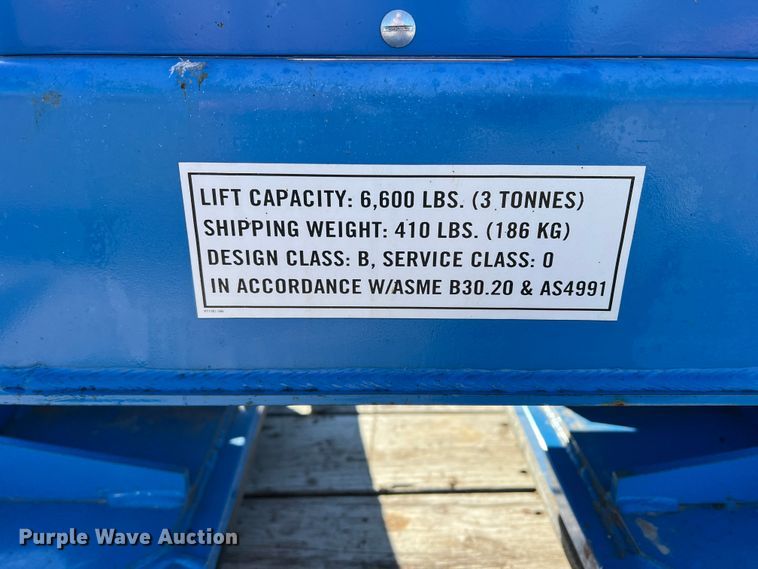 LIFT CAPACITY: 6,600 LBS. (3 TONNES)
SHIPPING WEIGHT: 410 LBS. (186 KG)
DESIGN CLASS: B, SERVICE CLASS: 0
IN ACCORDANCE W/ASME B30.20 & AS4991
Purple Wave Auction